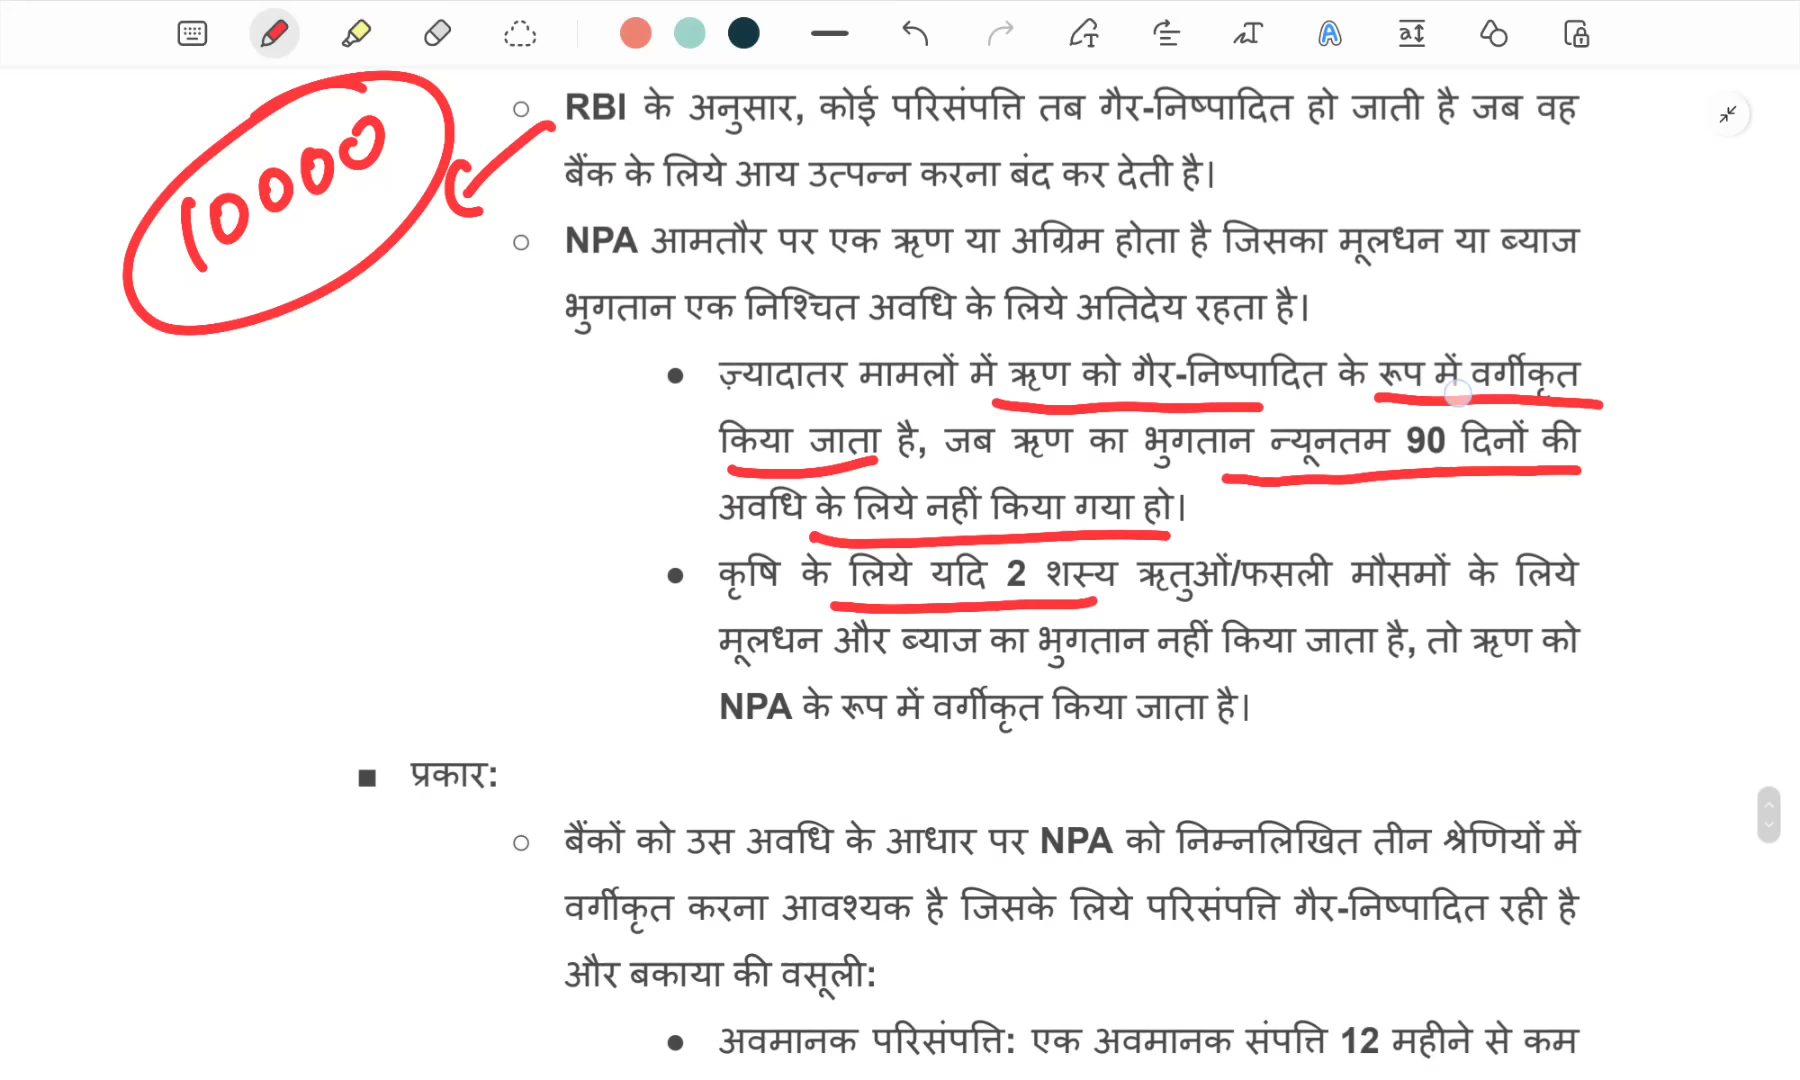 10000
RBI के अनुसार, कोई परिसंपत्ति तब गैर-निष्पादित हो जाती है जब वह
बैंक के लिये आय उत्पन्न करना बंद कर देती है।
NPA आमतौर पर एक ऋण या अग्रिम होता है जिसका मूलधन या ब्याज
भुगतान एक निश्चित अवधि के लिये अतिदेय रहता है।
ज़्यादातर मामलों में ऋण को गैर-निष्पादित के रूप में वर्गीकृत
किया जाता है, जब ऋण का भुगतान न्यूनतम 90 दिनों की
अवधि के लिये नहीं किया गया हो।
कृषि के लिये यदि 2 शस्य ऋतुओं/फसली मौसमों के लिये
मूलधन और ब्याज का भुगतान नहीं किया जाता है, तो ऋण को
NPA के रूप में वर्गीकृत किया जाता है।
प्रकार:
बैंकों को उस अवधि के आधार पर NPA को निम्नलिखित तीन श्रेणियों में
वर्गीकृत करना आवश्यक है जिसके लिये परिसंपत्ति गैर-निष्पादित रही है
और बकाया की वसूली:
अवमानक परिसंपत्ति: एक अवमानक संपत्ति 12 महीने से कम